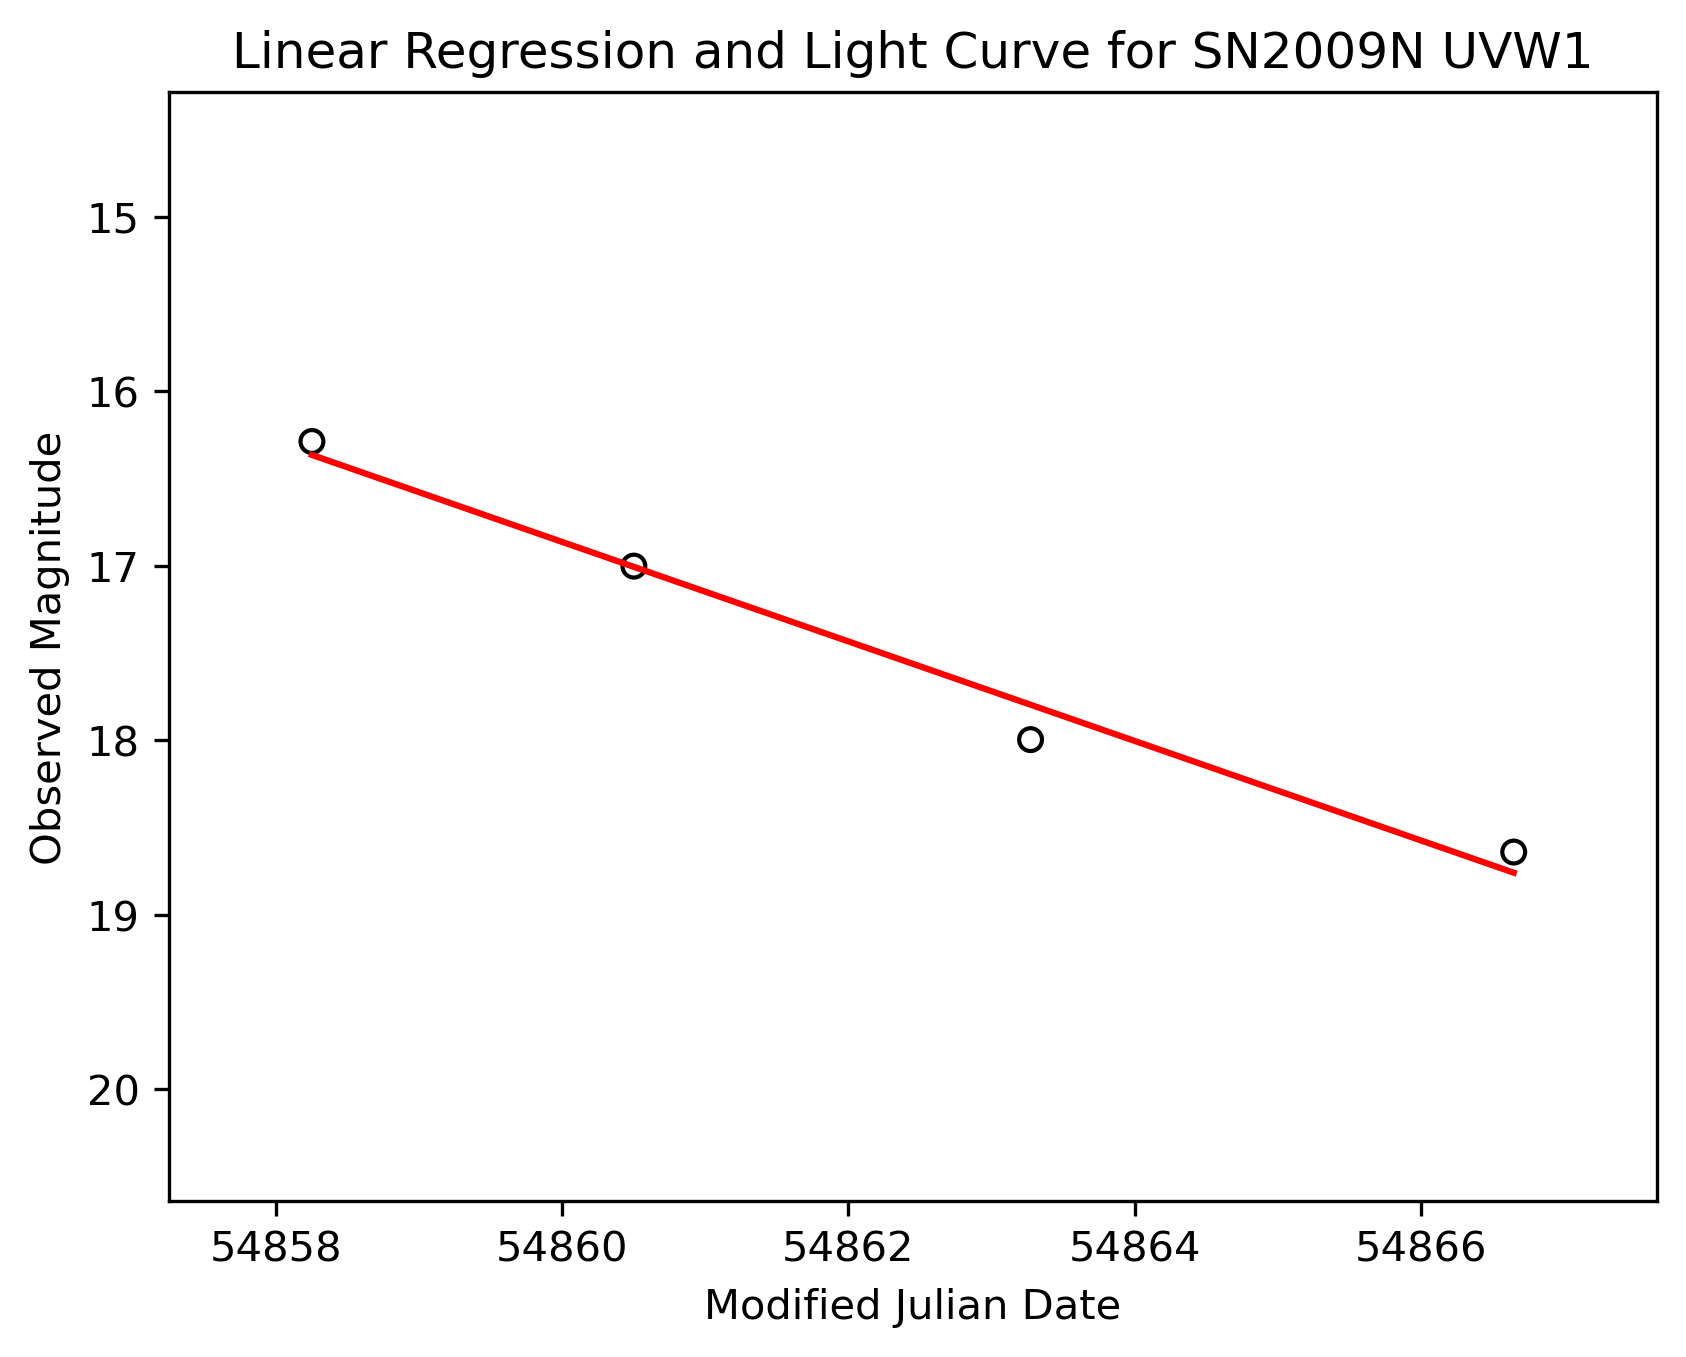 Linear Regression and Light Curve for SN2009N UVW1
15
16
17
18
19
20
Observed Magnitude
54858 54860 54862 54864 54866
Modified Julian Date